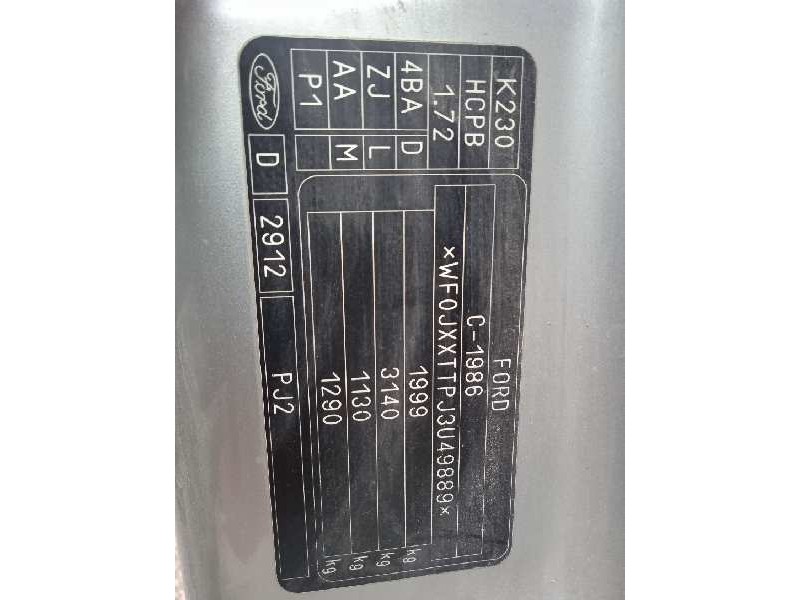 FORD
C-1986
×WF0JXXTTPJ3U49889×
1999 kg
3140 kg
1130 kg
1290 kg
K230
HCPB
1.72
4BA D
ZJ L
AA M
P1
Ford D 2912 PJ2